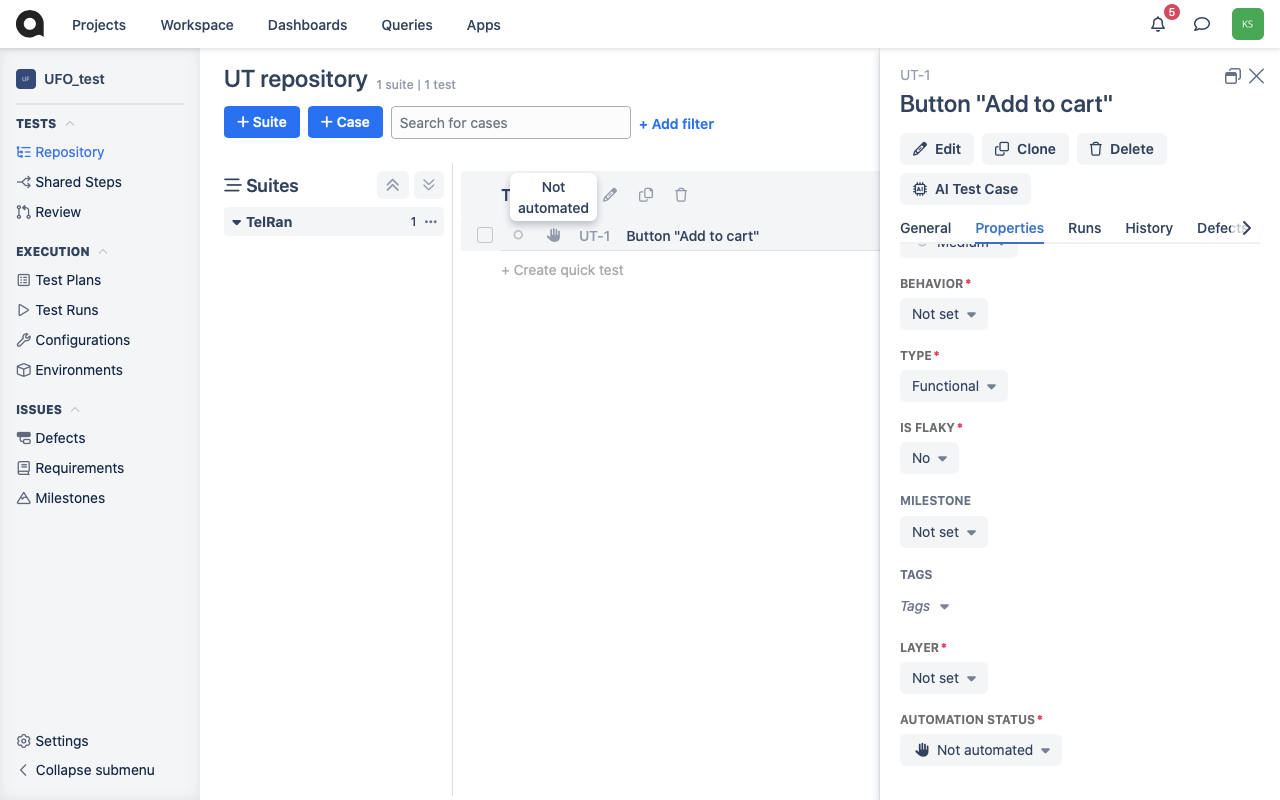 Projects
Workspace
Dashboards
Queries
Apps
5
KS
UF
UFO_test
TESTS
Repository
Shared Steps
Review
EXECUTION
Test Plans
Test Runs
Configurations
Environments
ISSUES
Defects
Requirements
Milestones
Settings
Collapse submenu
UT repository
1 suite | 1 test
+ Suite
+ Case
Search for cases
+ Add filter
Suites
TelRan
1
T
Not
automated
UT-1
Button "Add to cart"
+ Create quick test
UT-1
Button "Add to cart"
Edit
Clone
Delete
AI Test Case
General
Properties
Runs
History
Defects
Medium
BEHAVIOR*
Not set
TYPE*
Functional
IS FLAKY*
No
MILESTONE
Not set
TAGS
Tags
LAYER*
Not set
AUTOMATION STATUS*
Not automated